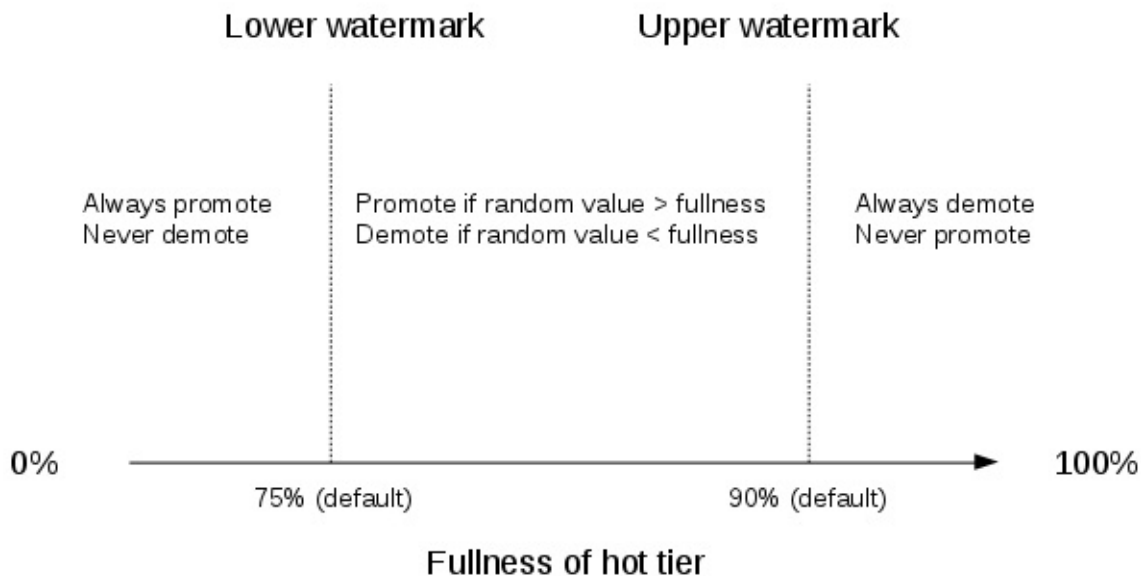 Lower watermark
Upper watermark
Always promote
Never demote
Promote if random value > fullness
Demote if random value < fullness
Always demote
Never promote
0%
100%
75% (default)
90% (default)
Fullness of hot tier